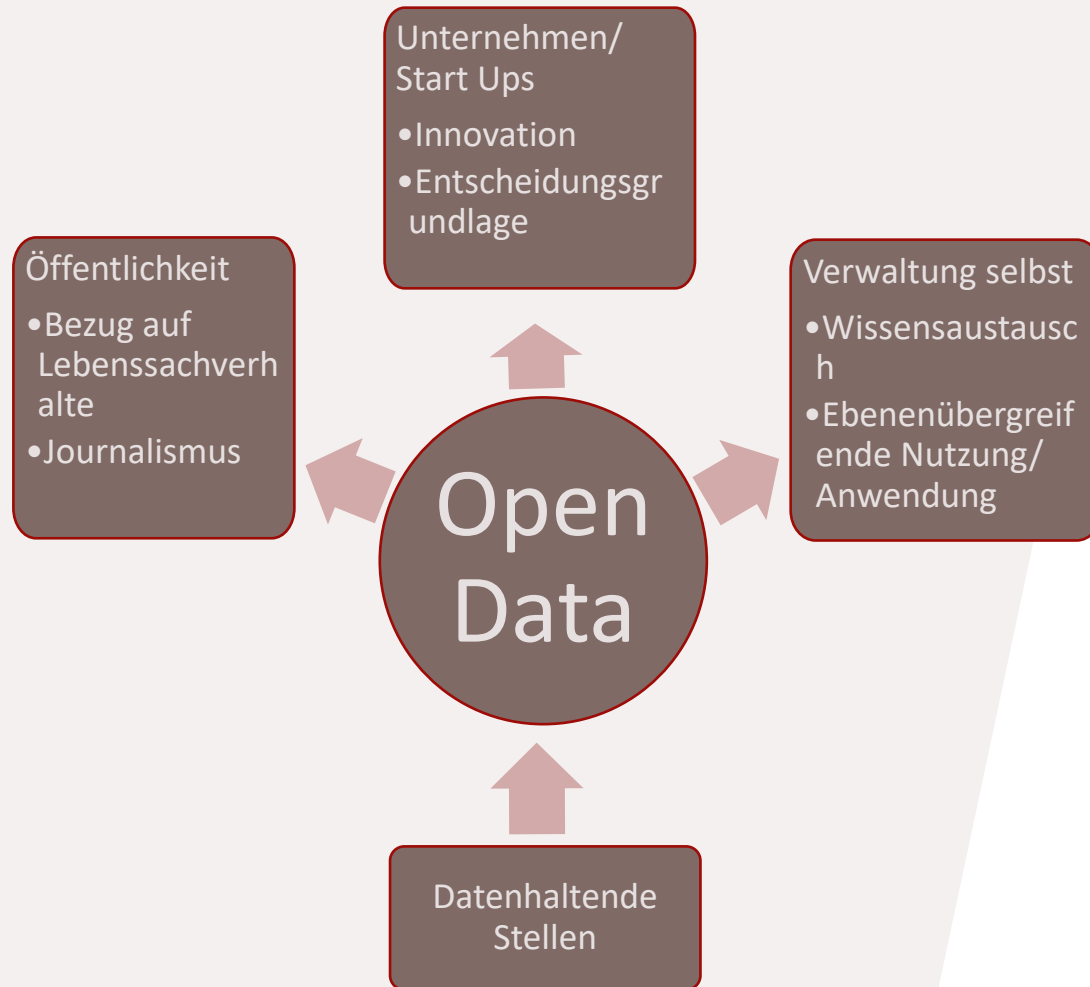 Unternehmen/
Start Ups
•Innovation
•Entscheidungsgr
undlage
Öffentlichkeit
•Bezug auf
Lebenssachverh
alte
•Journalismus
Verwaltung selbst
•Wissensaustausc
h
•Ebenenübergreif
ende Nutzung/
Anwendung
Open
Data
Datenhaltende
Stellen